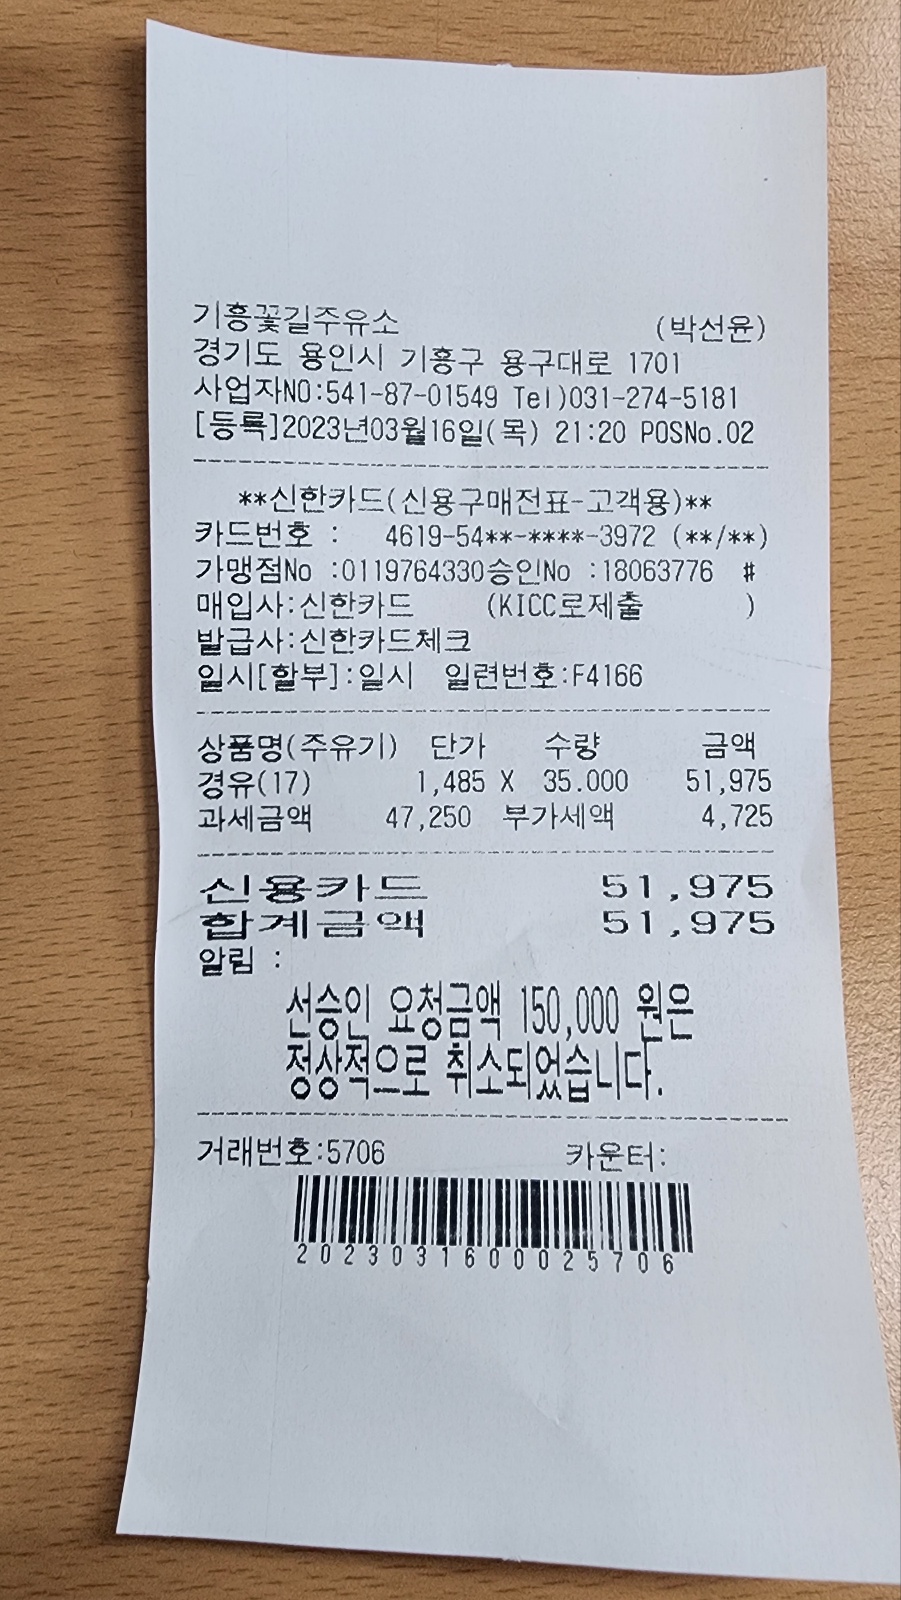 기흥꽃길주유소 (박선윤)
경기도 용인시 기흥구 용구대로 1701
사업자NO:541-87-01549 Tel)031-274-5181
[등록]2023년03월16일(목) 21:20 POSNo.02
**신한카드(신용구매전표-고객용)**
카드번호 : 4619-54**-****-3972 (**/**)
가맹점No :0119764330승인No :18063776 #
매입사:신한카드 (KICC로제출 )
발급사:신한카드체크
일시[할부]:일시 일련번호:F4166
상품명(주유기) 단가 수량 금액
경유(17) 1,485 X 35.000 51,975
과세금액 47,250 부가세액 4,725
신용카드 51,975
합계금액 51,975
알림 :
선승인 요청금액 150,000 원은
정상적으로 취소되었습니다.
거래번호:5706 카운터:
2023031600025706